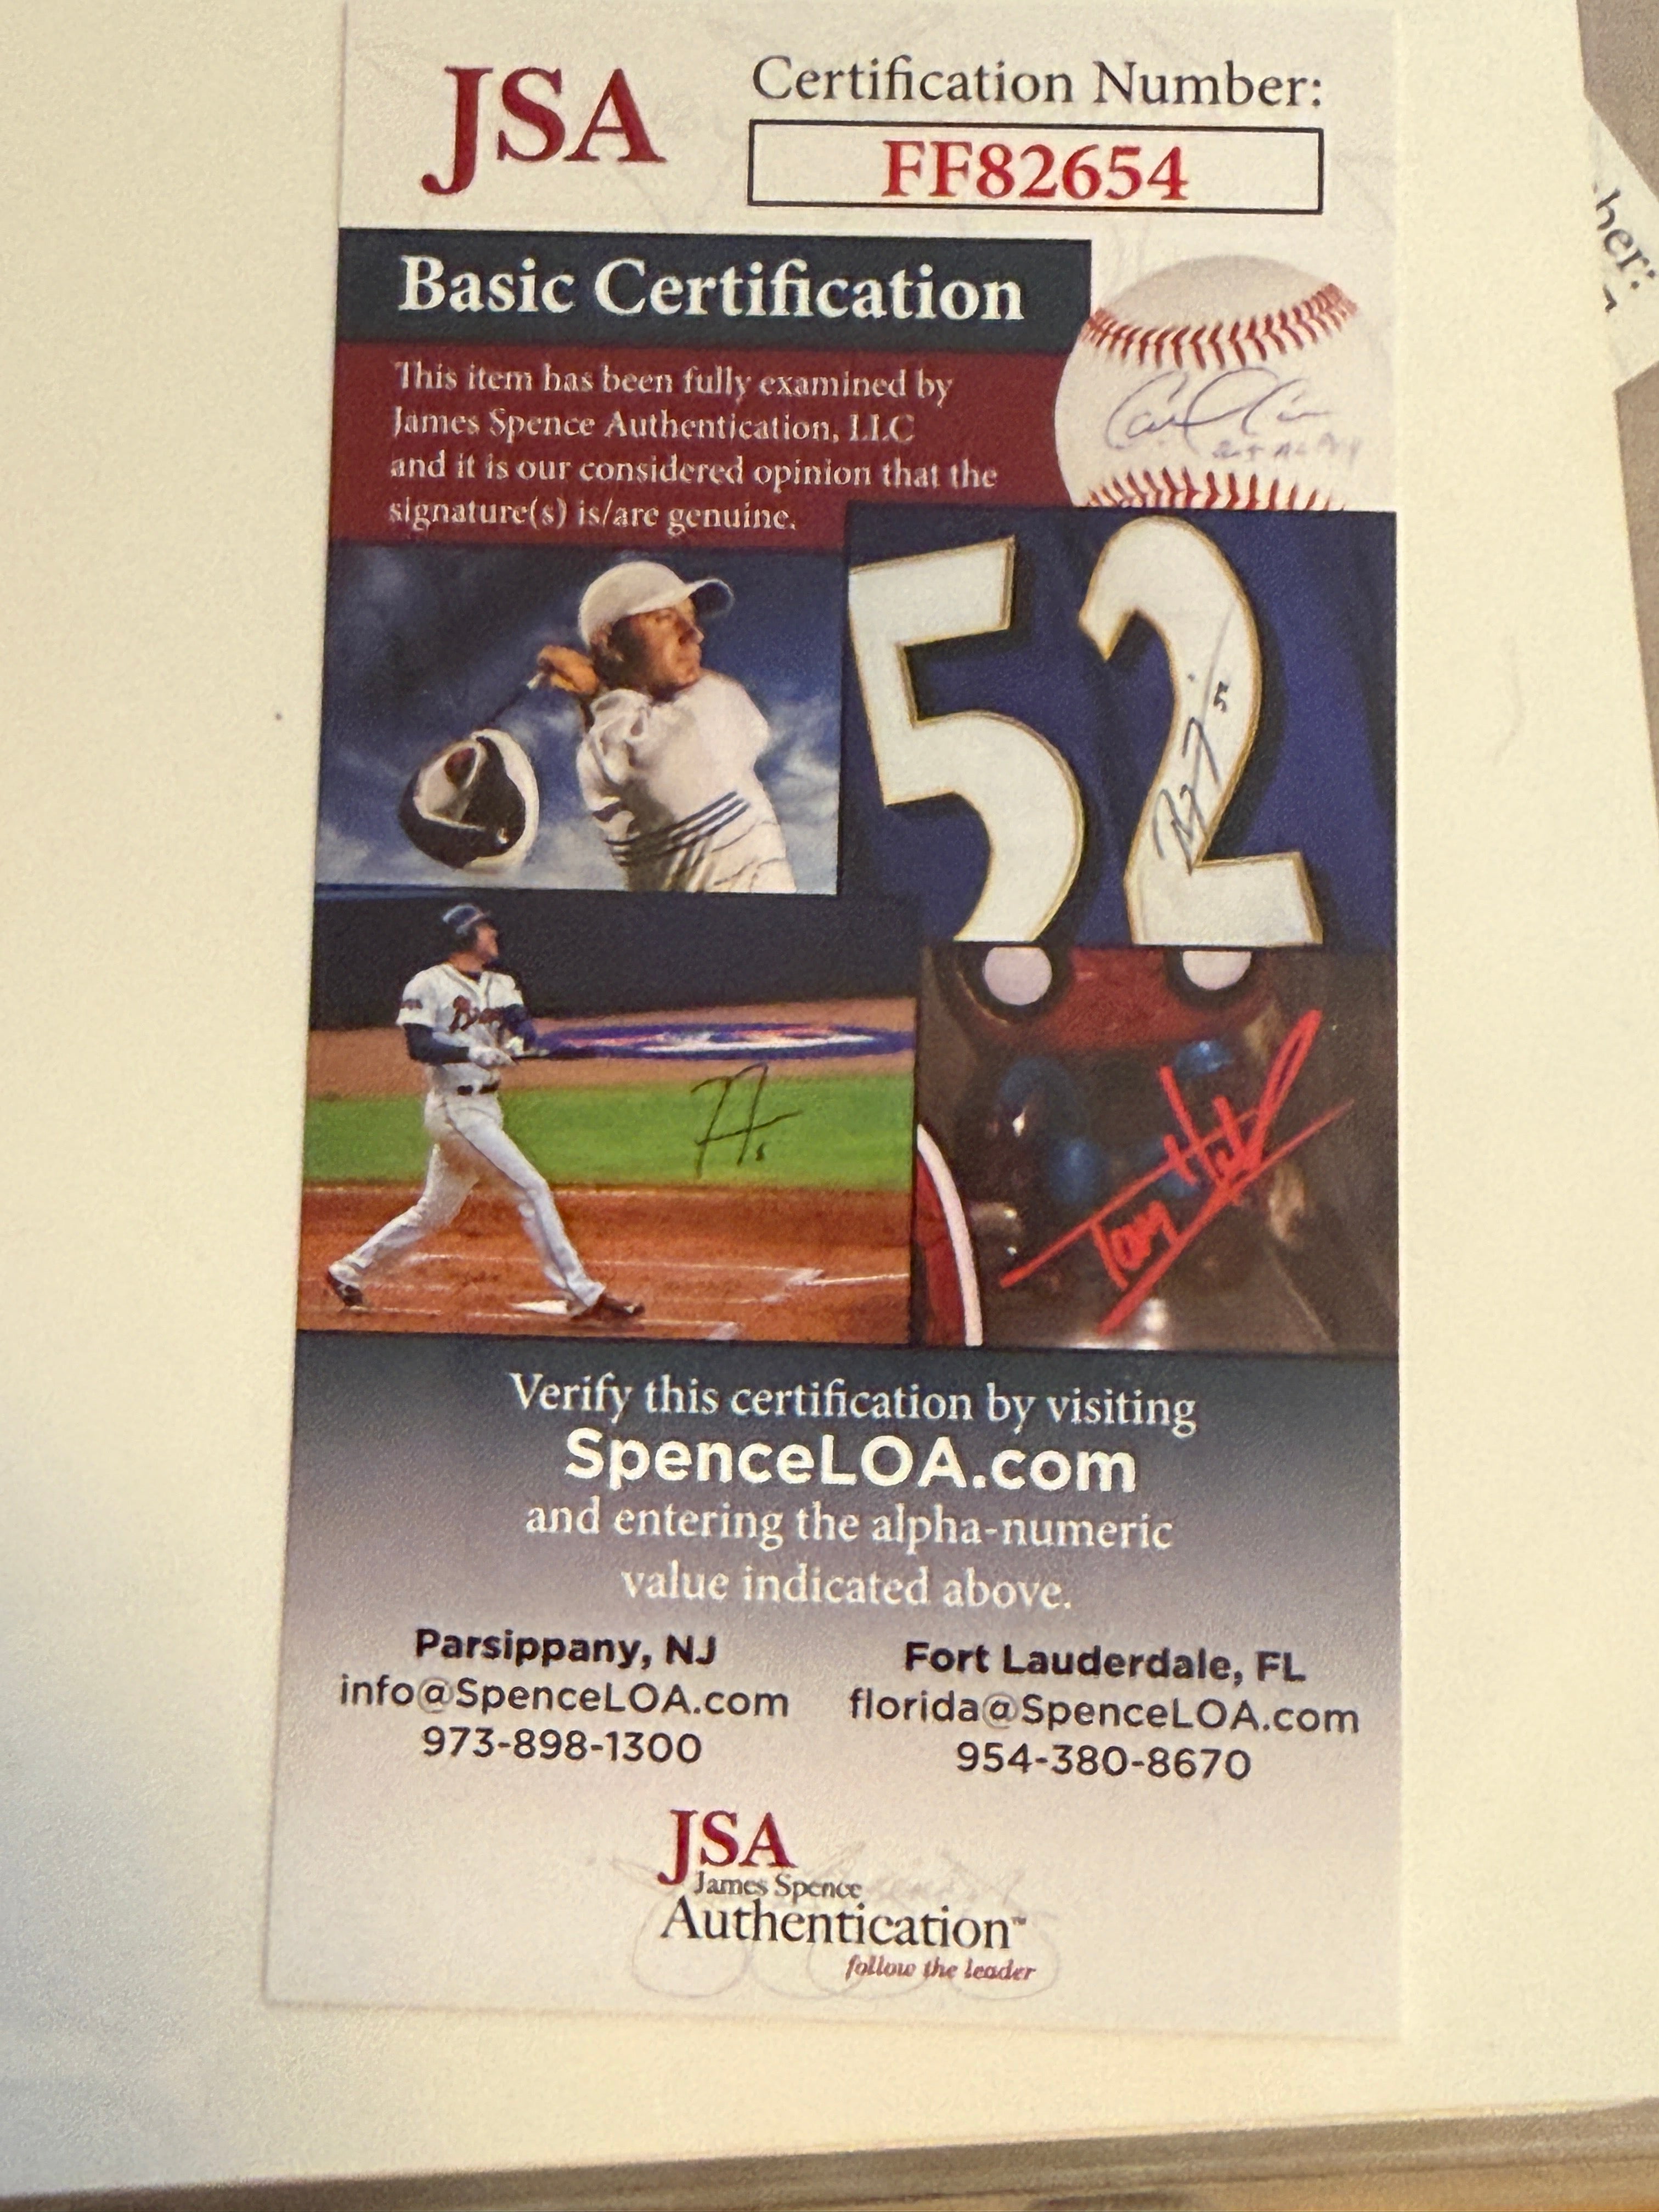 JSA
Certification Number:
FF82654
Basic Certification
This item has been fully examined by
James Spence Authentication, LLC
and it is our considered opinion that the
signature(s) is/are genuine.
52
Verify this certification by visiting
SpenceLOA.com
and entering the alpha-numeric
value indicated above.
Parsippany, NJ
info@SpenceLOA.com
973-898-1300
Fort Lauderdale, FL
florida@SpenceLOA.com
954-380-8670
JSA
James Spence
Authentication™
follow the leader